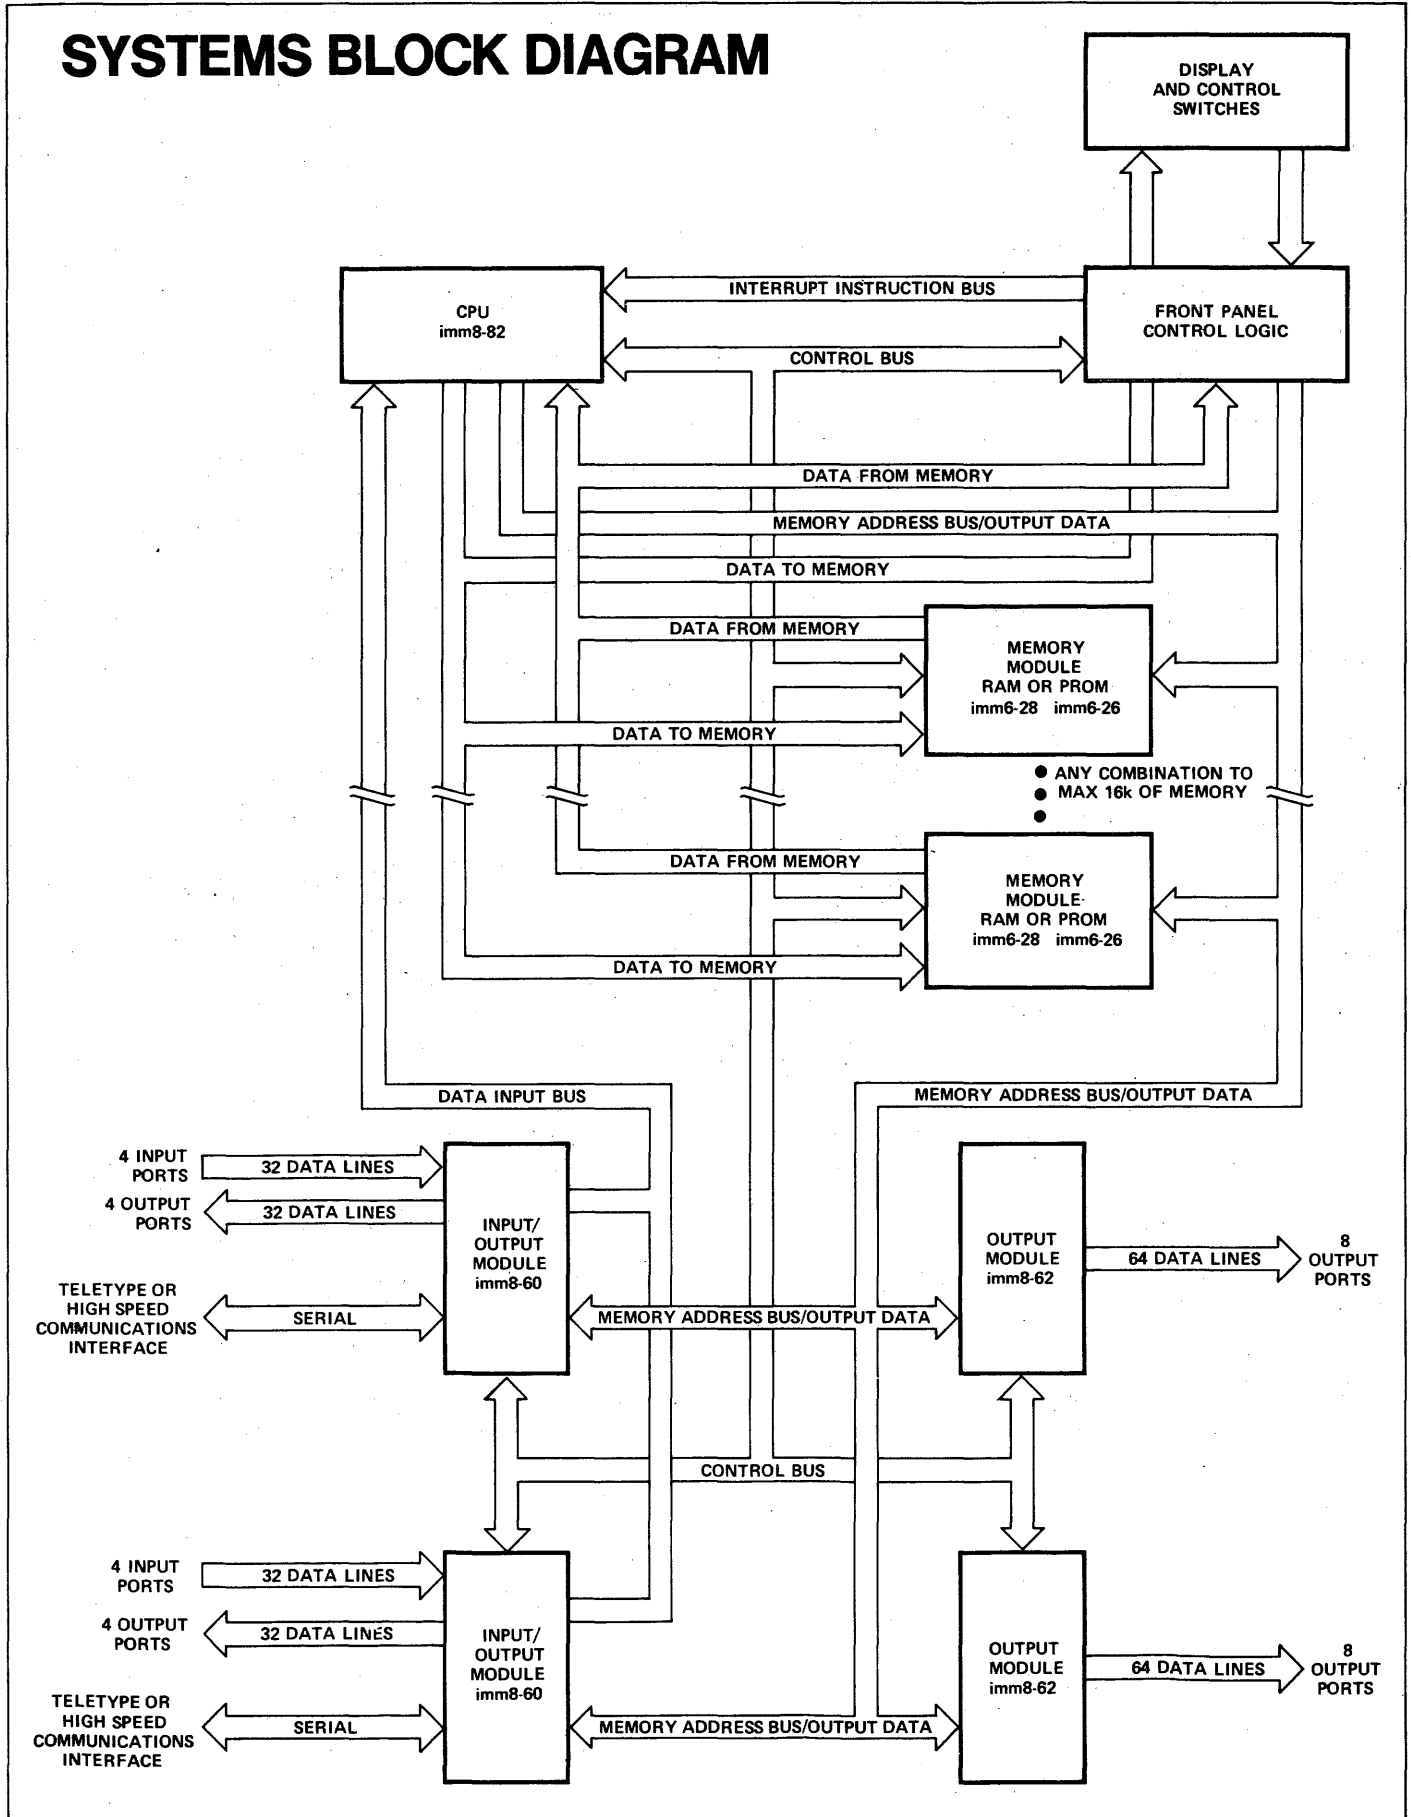 SYSTEMS BLOCK DIAGRAM
DISPLAY
AND CONTROL
SWITCHES
INTERRUPT INSTRUCTION BUS
CPU
imm8-82
FRONT PANEL
CONTROL LOGIC
CONTROL BUS
DATA FROM MEMORY
MEMORY ADDRESS BUS/OUTPUT DATA
DATA TO MEMORY
DATA FROM MEMORY
MEMORY
MODULE
RAM OR PROM
imm6-28 imm6-26
DATA TO MEMORY
ANY COMBINATION TO
MAX 16k OF MEMORY
DATA FROM MEMORY
MEMORY
MODULE
RAM OR PROM
imm6-28 imm6-26
DATA TO MEMORY
DATA INPUT BUS
MEMORY ADDRESS BUS/OUTPUT DATA
4 INPUT
PORTS
32 DATA LINES
4 OUTPUT
PORTS
32 DATA LINES
INPUT/
OUTPUT
MODULE
imm8-60
OUTPUT
MODULE
imm8-62
64 DATA LINES
8
OUTPUT
PORTS
TELETYPE OR
HIGH SPEED
COMMUNICATIONS
INTERFACE
SERIAL
MEMORY ADDRESS BUS/OUTPUT DATA
CONTROL BUS
4 INPUT
PORTS
32 DATA LINES
4 OUTPUT
PORTS
32 DATA LINES
INPUT/
OUTPUT
MODULE
imm8-60
OUTPUT
MODULE
imm8-62
64 DATA LINES
8
OUTPUT
PORTS
TELETYPE OR
HIGH SPEED
COMMUNICATIONS
INTERFACE
SERIAL
MEMORY ADDRESS BUS/OUTPUT DATA